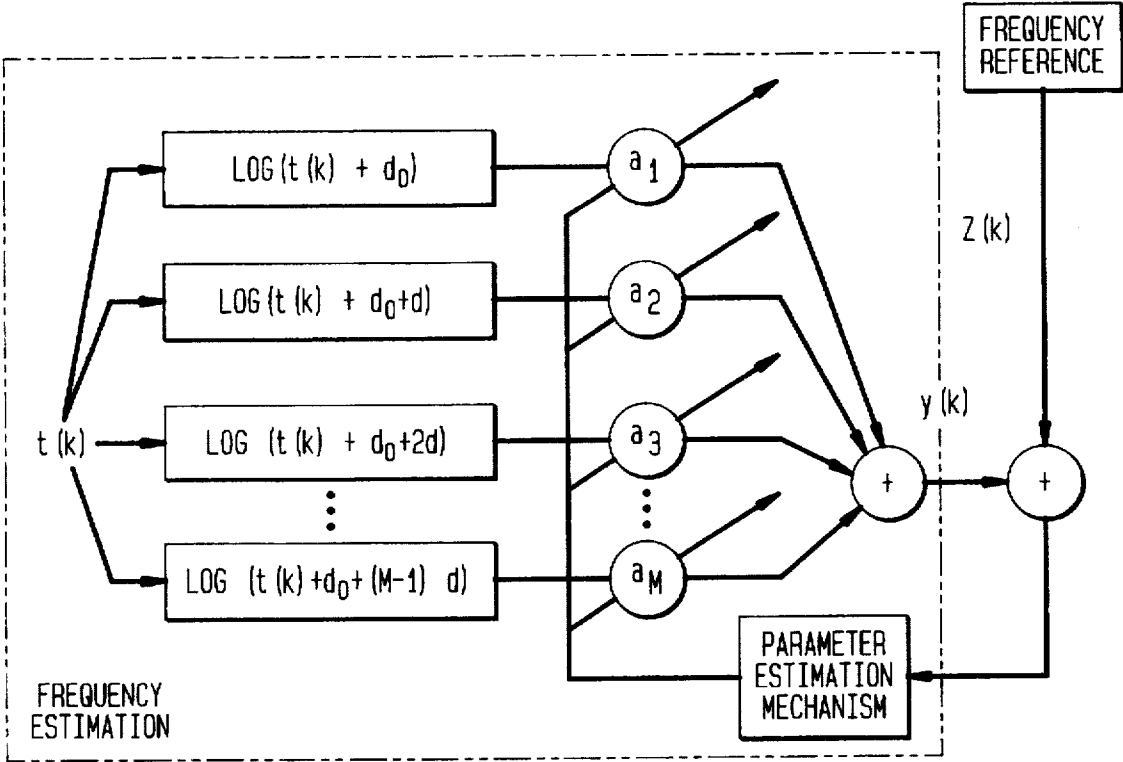 FREQUENCY
REFERENCE
LOG(t(k) + d₀)
a₁
Z(k)
LOG(t(k) + d₀+d)
a₂
y(k)
t(k)
LOG (t(k) + d₀+2d)
a₃
+
+
LOG (t(k)+d₀+(M-1) d)
a_M
PARAMETER
ESTIMATION
MECHANISM
FREQUENCY
ESTIMATION